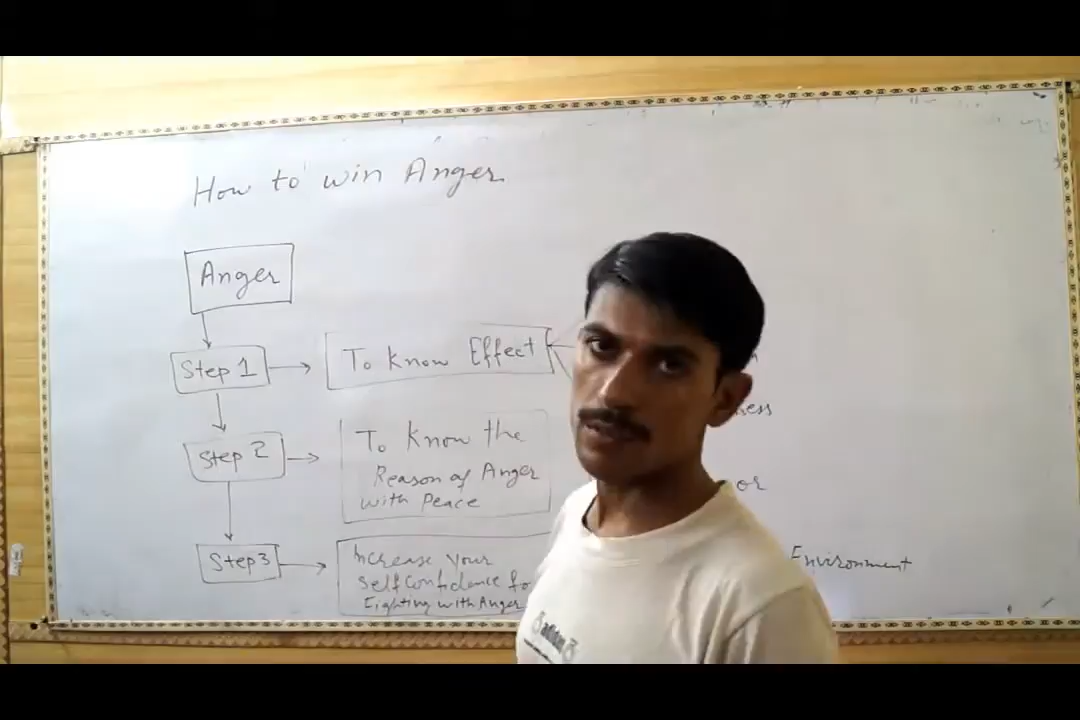 How to win Anger
Anger
Step 1
To Know Effect
Step 2
To Know the
Reason of Anger
with Peace
or
Step 3
Increase Your
Self Confidence for
Fighting with Anger
Environment